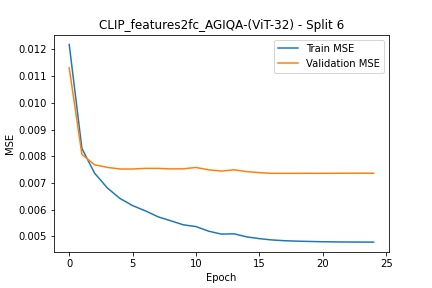 CLIP_features2fc_AGIQA-(ViT-32) - Split 6
Train MSE
Validation MSE
MSE
0.012
0.011
0.010
0.009
0.008
0.007
0.006
0.005
0 5 10 15 20 25
Epoch